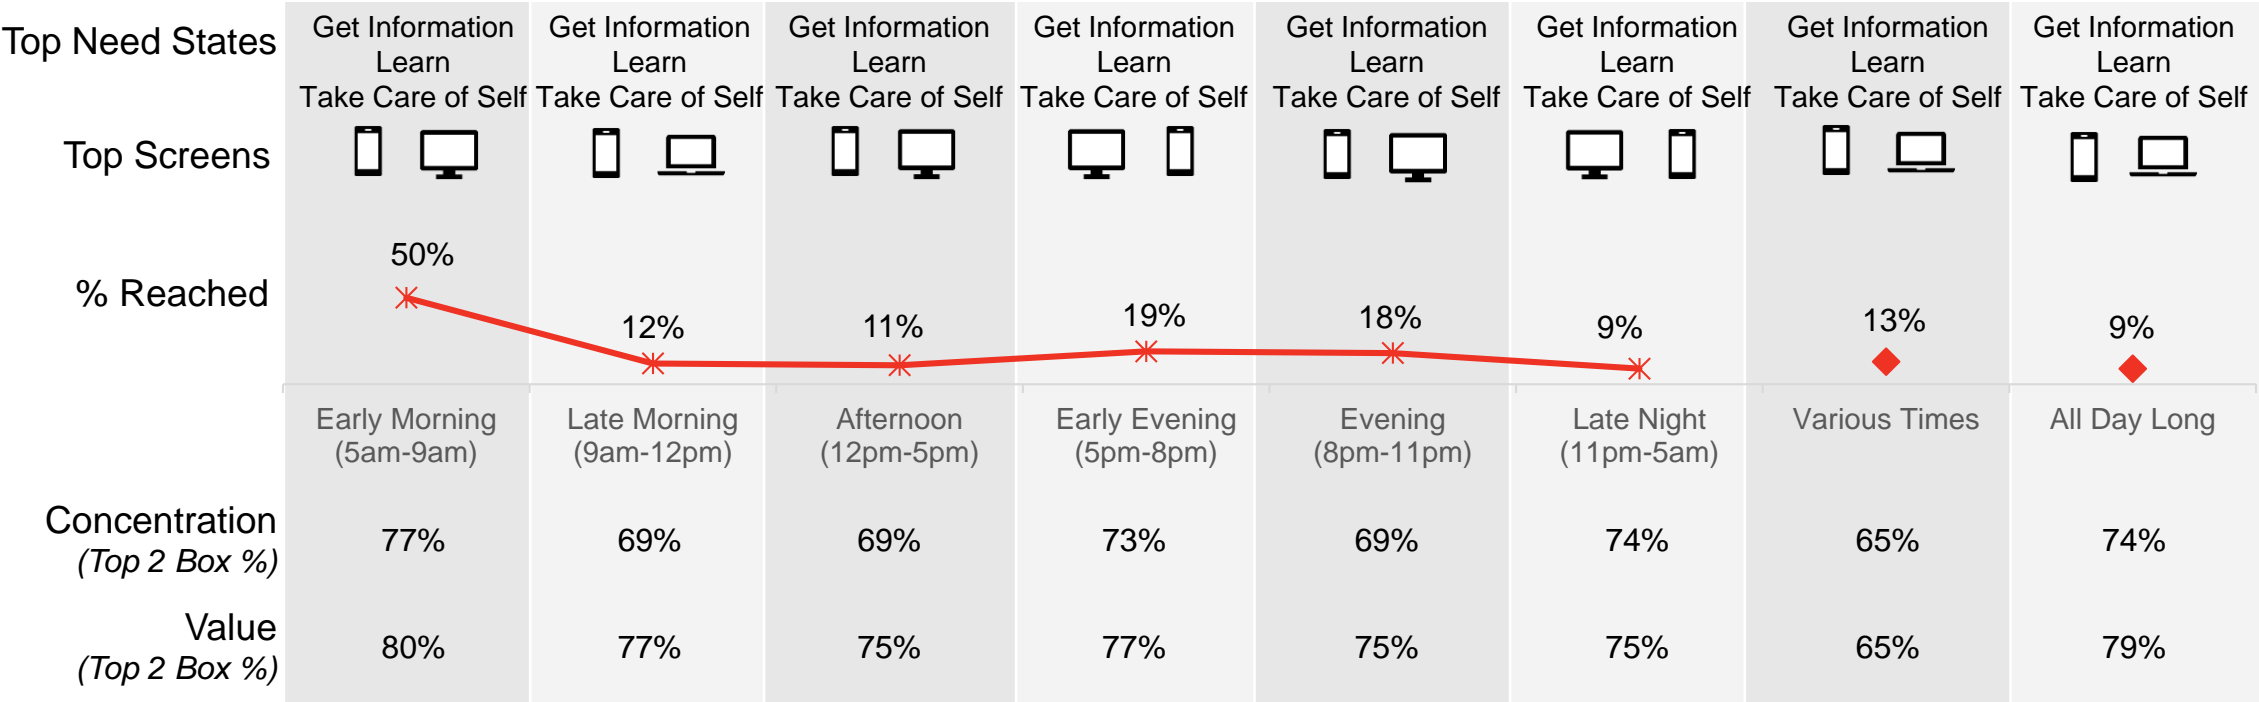 Top Need States
Get Information
Learn
Take Care of Self
Get Information
Learn
Take Care of Self
Get Information
Learn
Take Care of Self
Get Information
Learn
Take Care of Self
Get Information
Learn
Take Care of Self
Get Information
Learn
Take Care of Self
Get Information
Learn
Take Care of Self
Get Information
Learn
Take Care of Self
Top Screens
% Reached
50%
12%
11%
19%
18%
9%
13%
9%
Early Morning
(5am-9am)
Late Morning
(9am-12pm)
Afternoon
(12pm-5pm)
Early Evening
(5pm-8pm)
Evening
(8pm-11pm)
Late Night
(11pm-5am)
Various Times
All Day Long
Concentration
(Top 2 Box %)
77%
69%
69%
73%
69%
74%
65%
74%
Value
(Top 2 Box %)
80%
77%
75%
77%
75%
75%
65%
79%